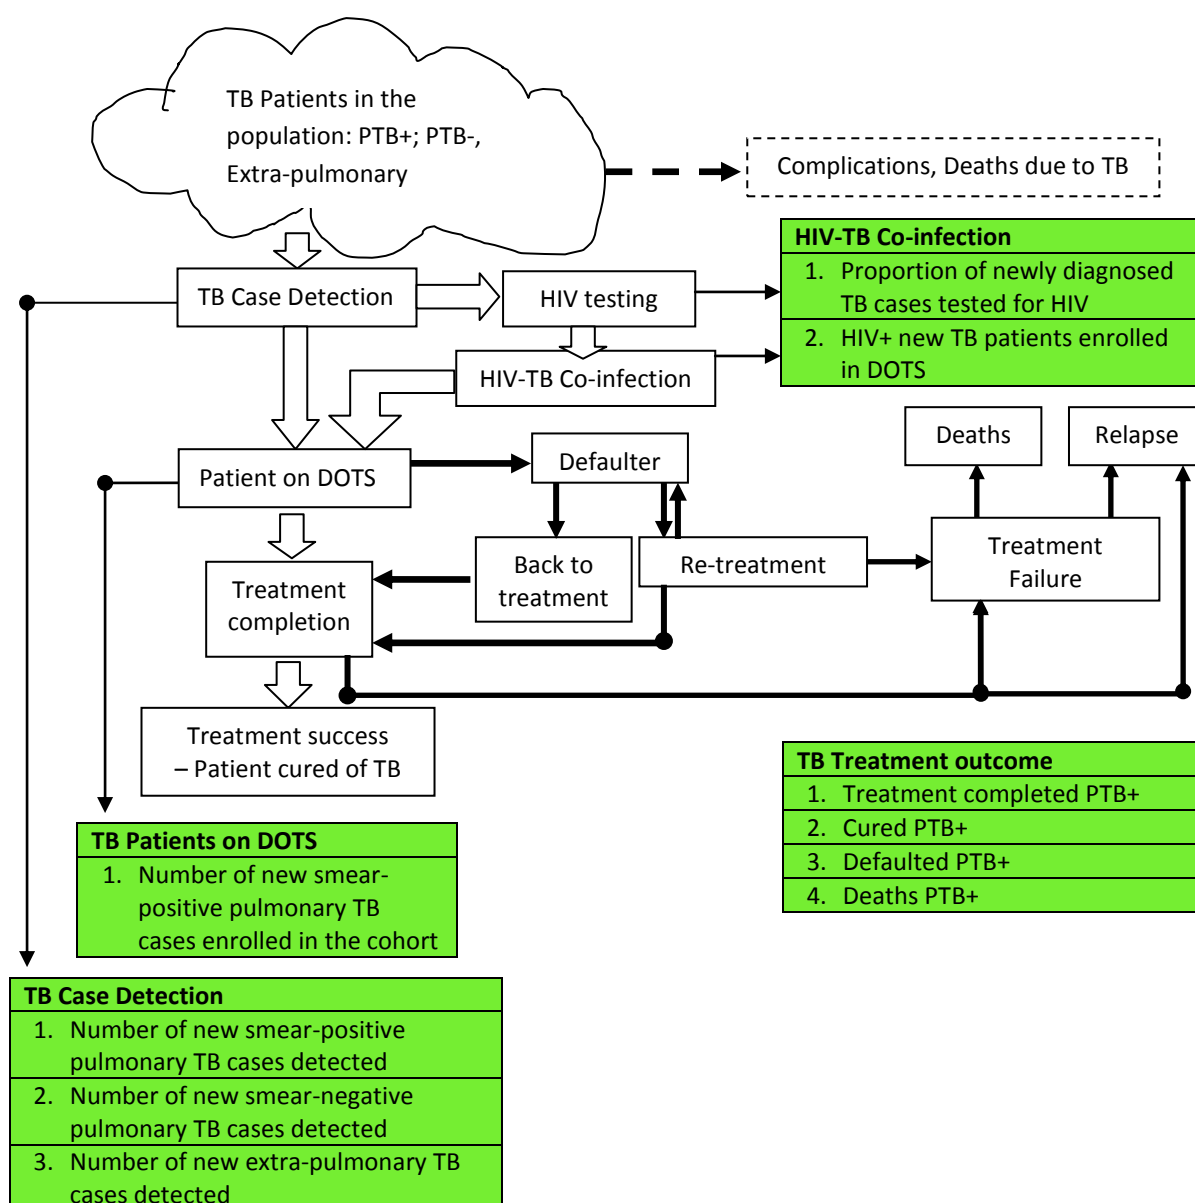 TB Patients in the
population: PTB+; PTB-,
Extra-pulmonary
Complications, Deaths due to TB
HIV-TB Co-infection
1. Proportion of newly diagnosed
TB cases tested for HIV
2. HIV+ new TB patients enrolled
in DOTS
TB Case Detection
HIV testing
HIV-TB Co-infection
Deaths
Relapse
Patient on DOTS
Defaulter
Treatment
completion
Back to
treatment
Re-treatment
Treatment
Failure
Treatment success
– Patient cured of TB
TB Treatment outcome
1. Treatment completed PTB+
2. Cured PTB+
3. Defaulted PTB+
4. Deaths PTB+
TB Patients on DOTS
1. Number of new smear-
positive pulmonary TB
cases enrolled in the cohort
TB Case Detection
1. Number of new smear-positive
pulmonary TB cases detected
2. Number of new smear-negative
pulmonary TB cases detected
3. Number of new extra-pulmonary TB
cases detected